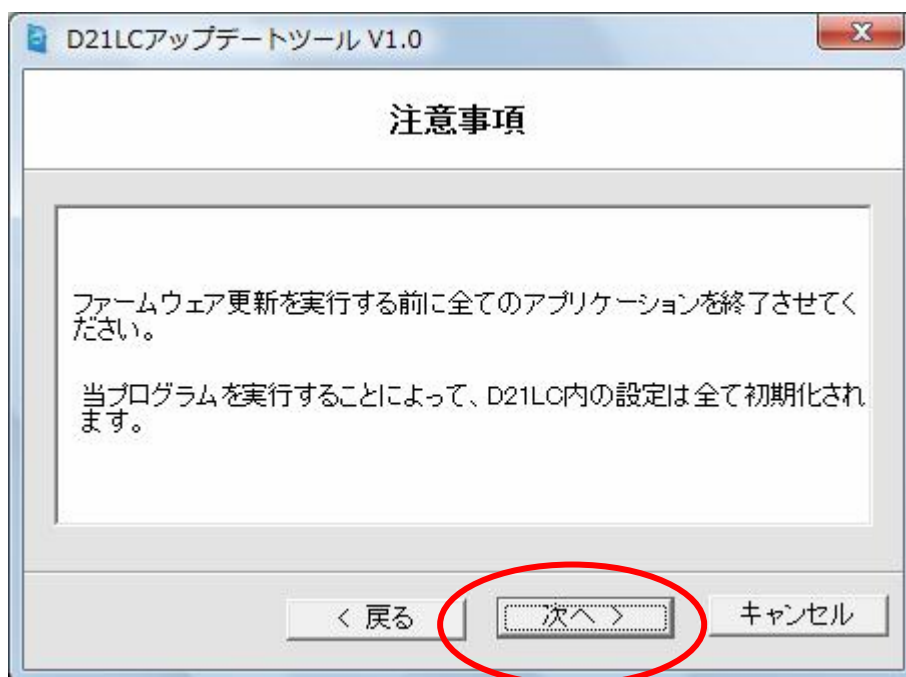 D21LCアップデートツール V1.0
注意事項
ファームウェア更新を実行する前に全てのアプリケーションを終了させてく
ださい。
当プログラムを実行することによって、D21LC内の設定は全て初期化され
ます。
< 戻る 次へ > キャンセル